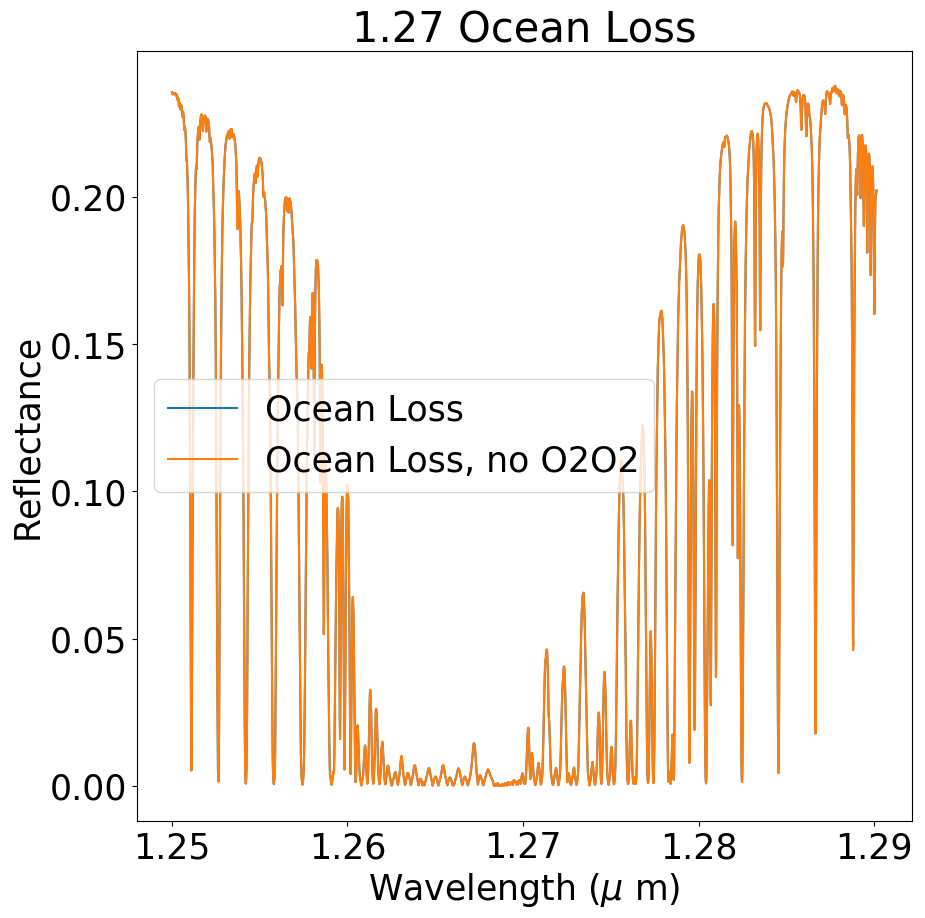 1.27 Ocean Loss
Reflectance
0.20
0.15
0.10
0.05
0.00
Ocean Loss
Ocean Loss, no O2O2
1.25 1.26 1.27 1.28 1.29
Wavelength (μ m)